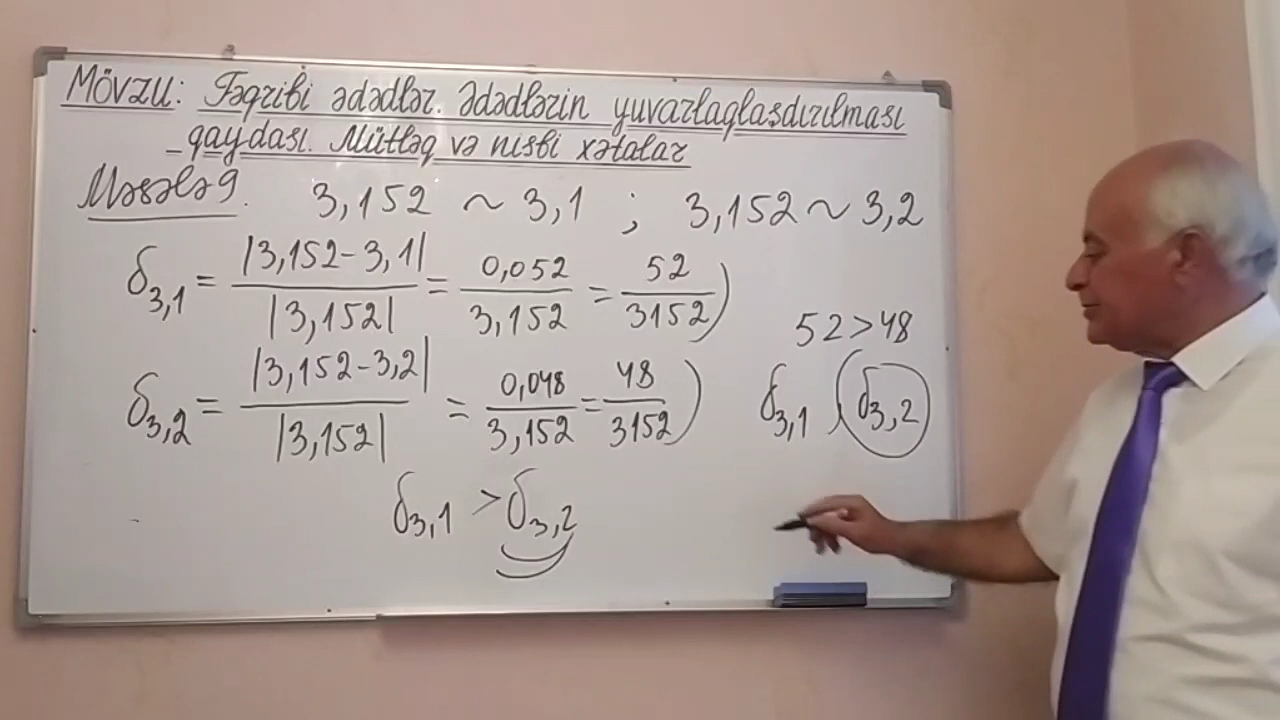 Mövzu: Təqribi ədədlər. Ədədlərin yuvarlaqlaşdırılması
qaydası. Mütləq və nisbi xətalar
Məsələ 9. 3,152 ~ 3,1 ; 3,152 ~ 3,2
δ3,1 = |3,152-3,1| / |3,152| = 0,052 / 3,152 = 52 / 3152 )
52 > 48
δ3,2 = |3,152-3,2| / |3,152| = 0,048 / 3,152 = 48 / 3152 )
δ3,1 , δ3,2
δ3,1 > δ3,2